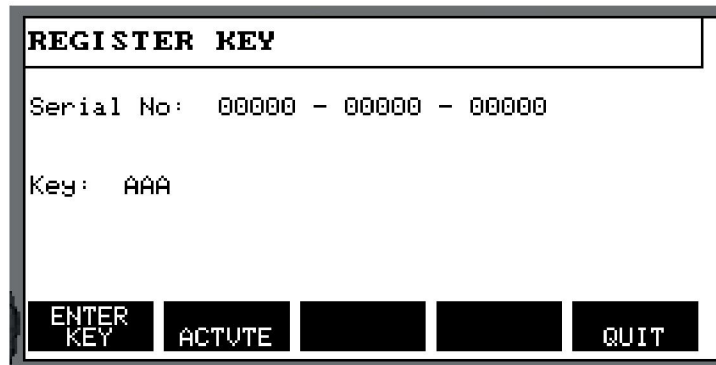 REGISTER KEY
Serial No: 00000 - 00000 - 00000
Key: AAA
ENTER
KEY
ACTVTE
QUIT